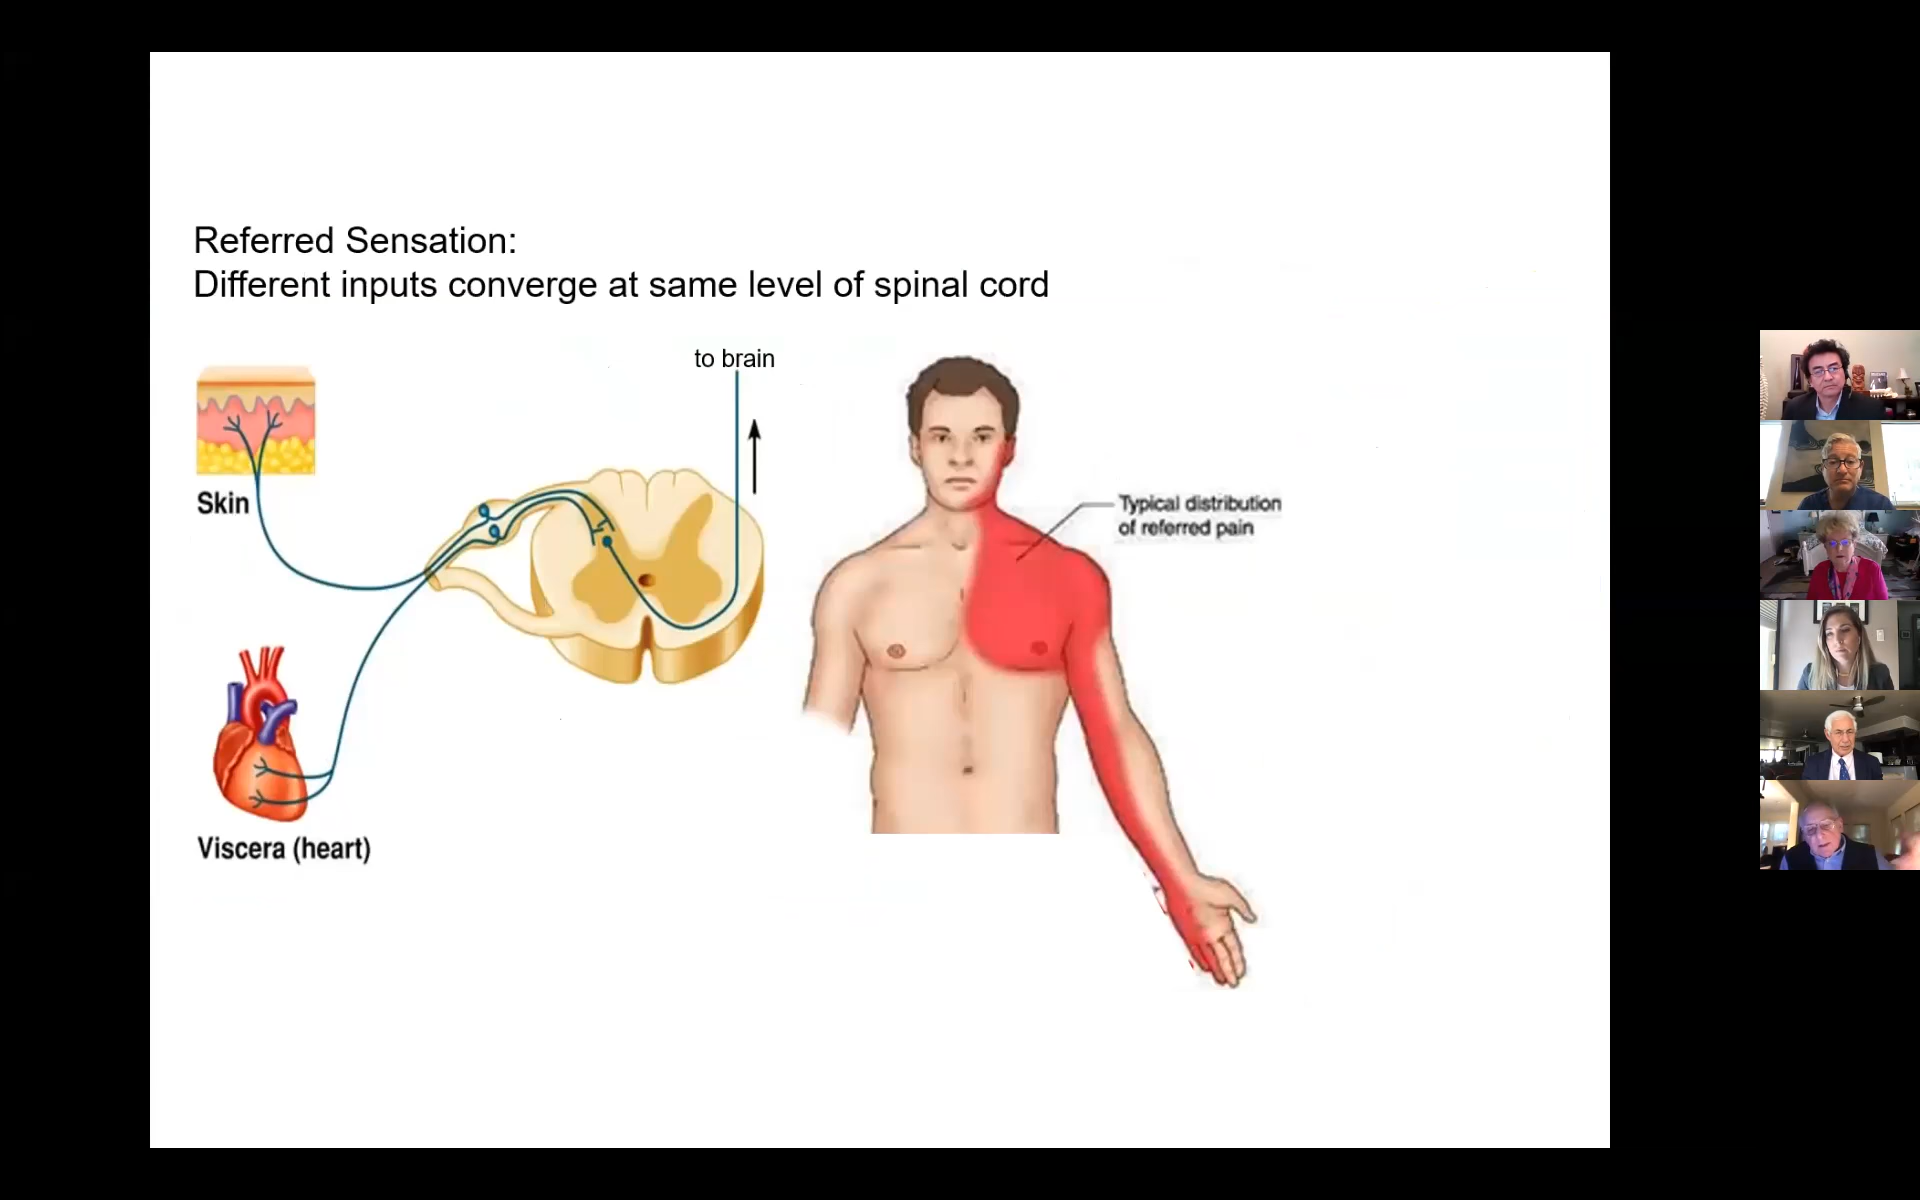 Referred Sensation:
Different inputs converge at same level of spinal cord
to brain
Skin
Typical distribution
of referred pain
Viscera (heart)